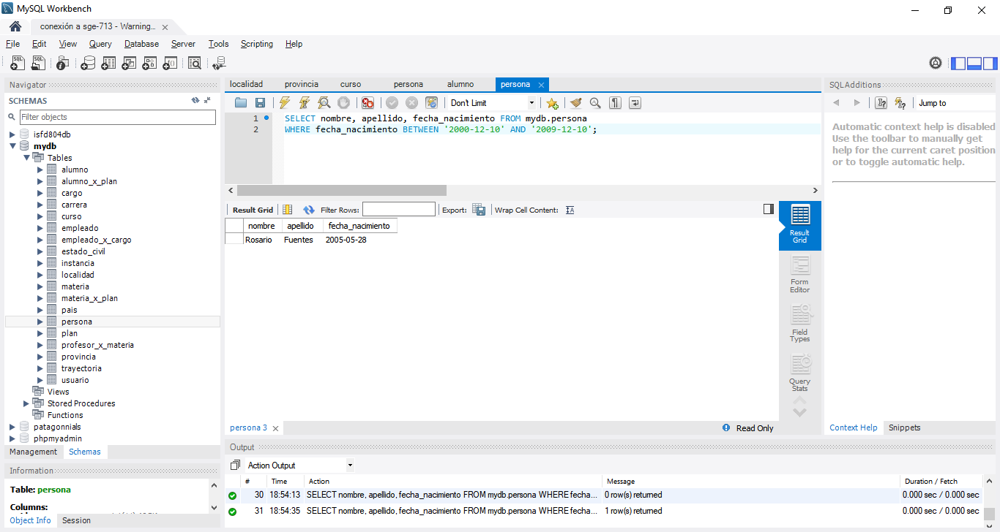 MySQL Workbench
conexión a sge-713 - Warning...
File Edit View Query Database Server Tools Scripting Help
Navigator
SCHEMAS
Filter objects
isfd804db
mydb
Tables
alumno
alumno_x_plan
cargo
carrera
curso
empleado
empleado_x_cargo
estado_civil
instancia
localidad
materia
materia_x_plan
pais
persona
plan
profesor_x_materia
provincia
trayectoria
usuario
Views
Stored Procedures
Functions
patagonnials
phpmyadmin
Management Schemas
Information
Table: persona
Columns:
Object Info Session
localidad provincia curso persona alumno persona
Don't Limit
1 SELECT nombre, apellido, fecha_nacimiento FROM mydb.persona
2 WHERE fecha_nacimiento BETWEEN '2000-12-10' AND '2009-12-10';
Result Grid Filter Rows: Export: Wrap Cell Content:
nombre apellido fecha_nacimiento
Rosario Fuentes 2005-05-28
Result
Grid
Form
Editor
Field
Types
Query
Stats
persona 3 Read Only
Output
Action Output
# Time Action Message Duration / Fetch
30 18:54:13 SELECT nombre, apellido, fecha_nacimiento FROM mydb.persona WHERE fecha... 0 row(s) returned 0.000 sec / 0.000 sec
31 18:54:35 SELECT nombre, apellido, fecha_nacimiento FROM mydb.persona WHERE fecha... 1 row(s) returned 0.000 sec / 0.000 sec
SQLAdditions
Jump to
Automatic context help is disabled
Use the toolbar to manually get
help for the current caret position
or to toggle automatic help.
Context Help Snippets